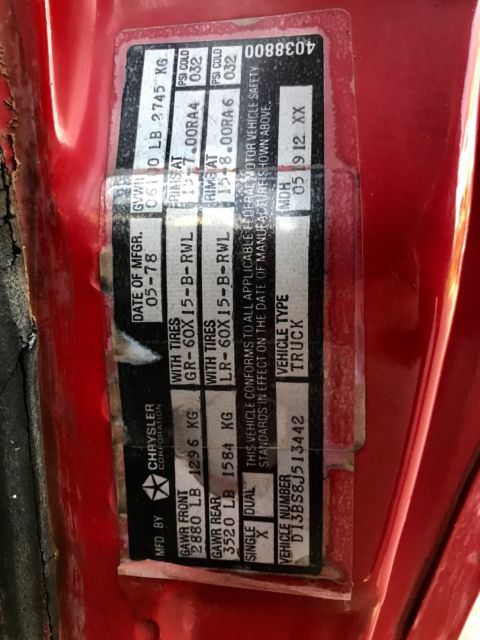 MFD. BY CHRYSLER CORPORATION
DATE OF MFGR. GVWR
05-78 LB 2745 KG.
GAWR FRONT WITH TIRES RIMS AT PSI COLD
2880 LB 1296 KG GR-60X15-B-RWL 15-7.00RA4 032
GAWR REAR WITH TIRES RIMS AT PSI COLD
3520 LB 1584 KG LR-60X15-B-RWL 15-8.00RA6 032
SINGLE DUAL THIS VEHICLE CONFORMS TO ALL APPLICABLE FEDERAL MOTOR VEHICLE SAFETY
X STANDARDS IN EFFECT ON THE DATE OF MANUFACTURE SHOWN ABOVE.
VEHICLE NUMBER VEHICLE TYPE MDH
D13BS8J513442 TRUCK 051912 XX
4038800